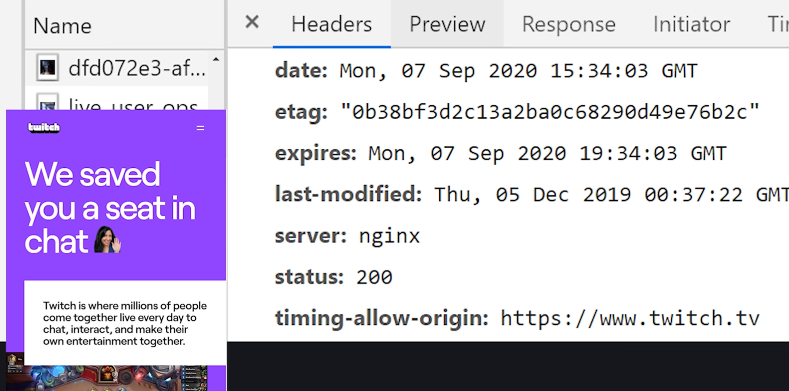 Name
× Headers Preview Response Initiator
dfd072e3-af...
live_user_ops
date: Mon, 07 Sep 2020 15:34:03 GMT
etag: "0b38bf3d2c13a2ba0c68290d49e76b2c"
expires: Mon, 07 Sep 2020 19:34:03 GMT
last-modified: Thu, 05 Dec 2019 00:37:22 GMT
server: nginx
status: 200
timing-allow-origin: https://www.twitch.tv
twitch
We saved
you a seat in
chat
Twitch is where millions of people
come together live every day to
chat, interact, and make their
own entertainment together.